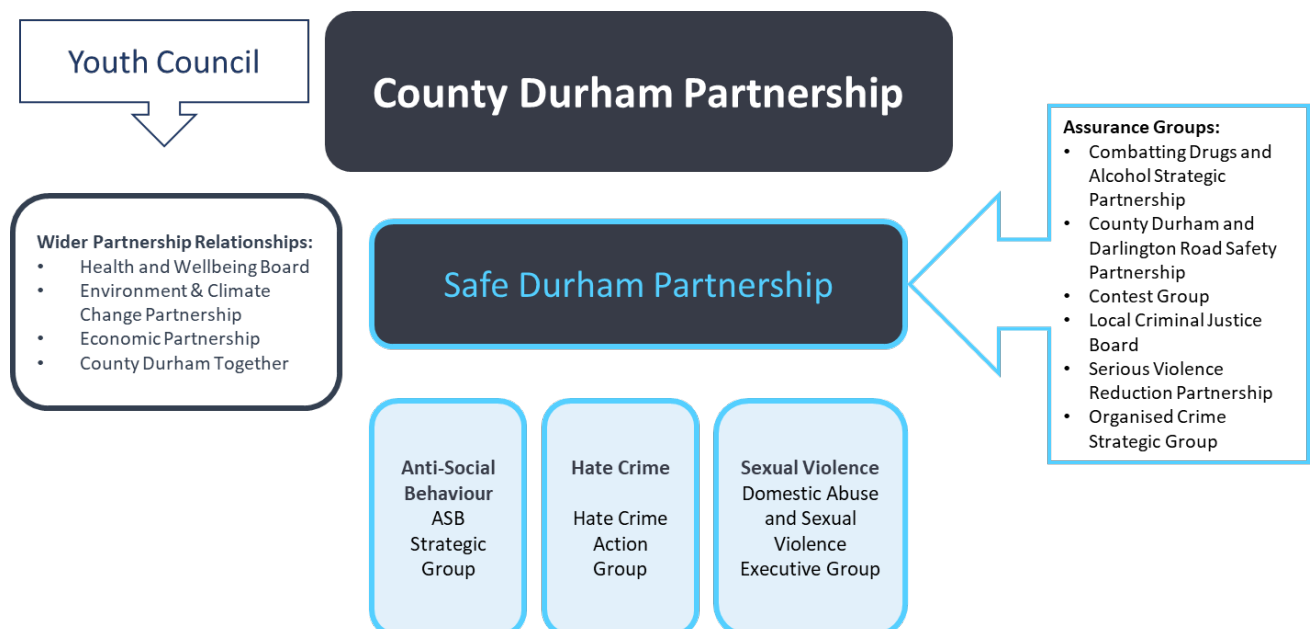 Youth Council
County Durham Partnership
Wider Partnership Relationships:
• Health and Wellbeing Board
• Environment & Climate
Change Partnership
• Economic Partnership
• County Durham Together
Safe Durham Partnership
Assurance Groups:
• Combatting Drugs and
Alcohol Strategic
Partnership
• County Durham and
Darlington Road Safety
Partnership
• Contest Group
• Local Criminal Justice
Board
• Serious Violence
Reduction Partnership
• Organised Crime
Strategic Group
Anti-Social
Behaviour
ASB
Strategic
Group
Hate Crime
Hate Crime
Action
Group
Sexual Violence
Domestic Abuse
and Sexual
Violence
Executive Group